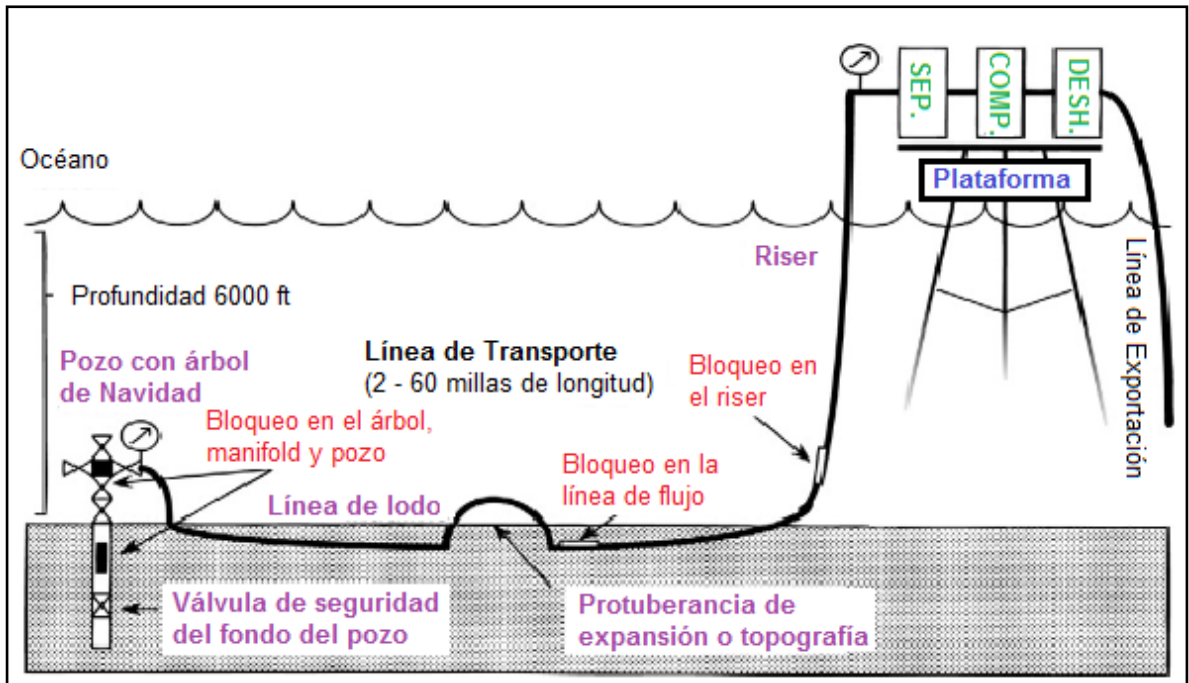 SEP.
COMP.
DESH.
Océano
Plataforma
Riser
Línea de Exportación
Profundidad 6000 ft
Pozo con árbol
de Navidad
Línea de Transporte
(2 - 60 millas de longitud)
Bloqueo en
el riser
Bloqueo en el árbol,
manifold y pozo
Bloqueo en la
línea de flujo
Línea de lodo
Válvula de seguridad
del fondo del pozo
Protuberancia de
expansión o topografía